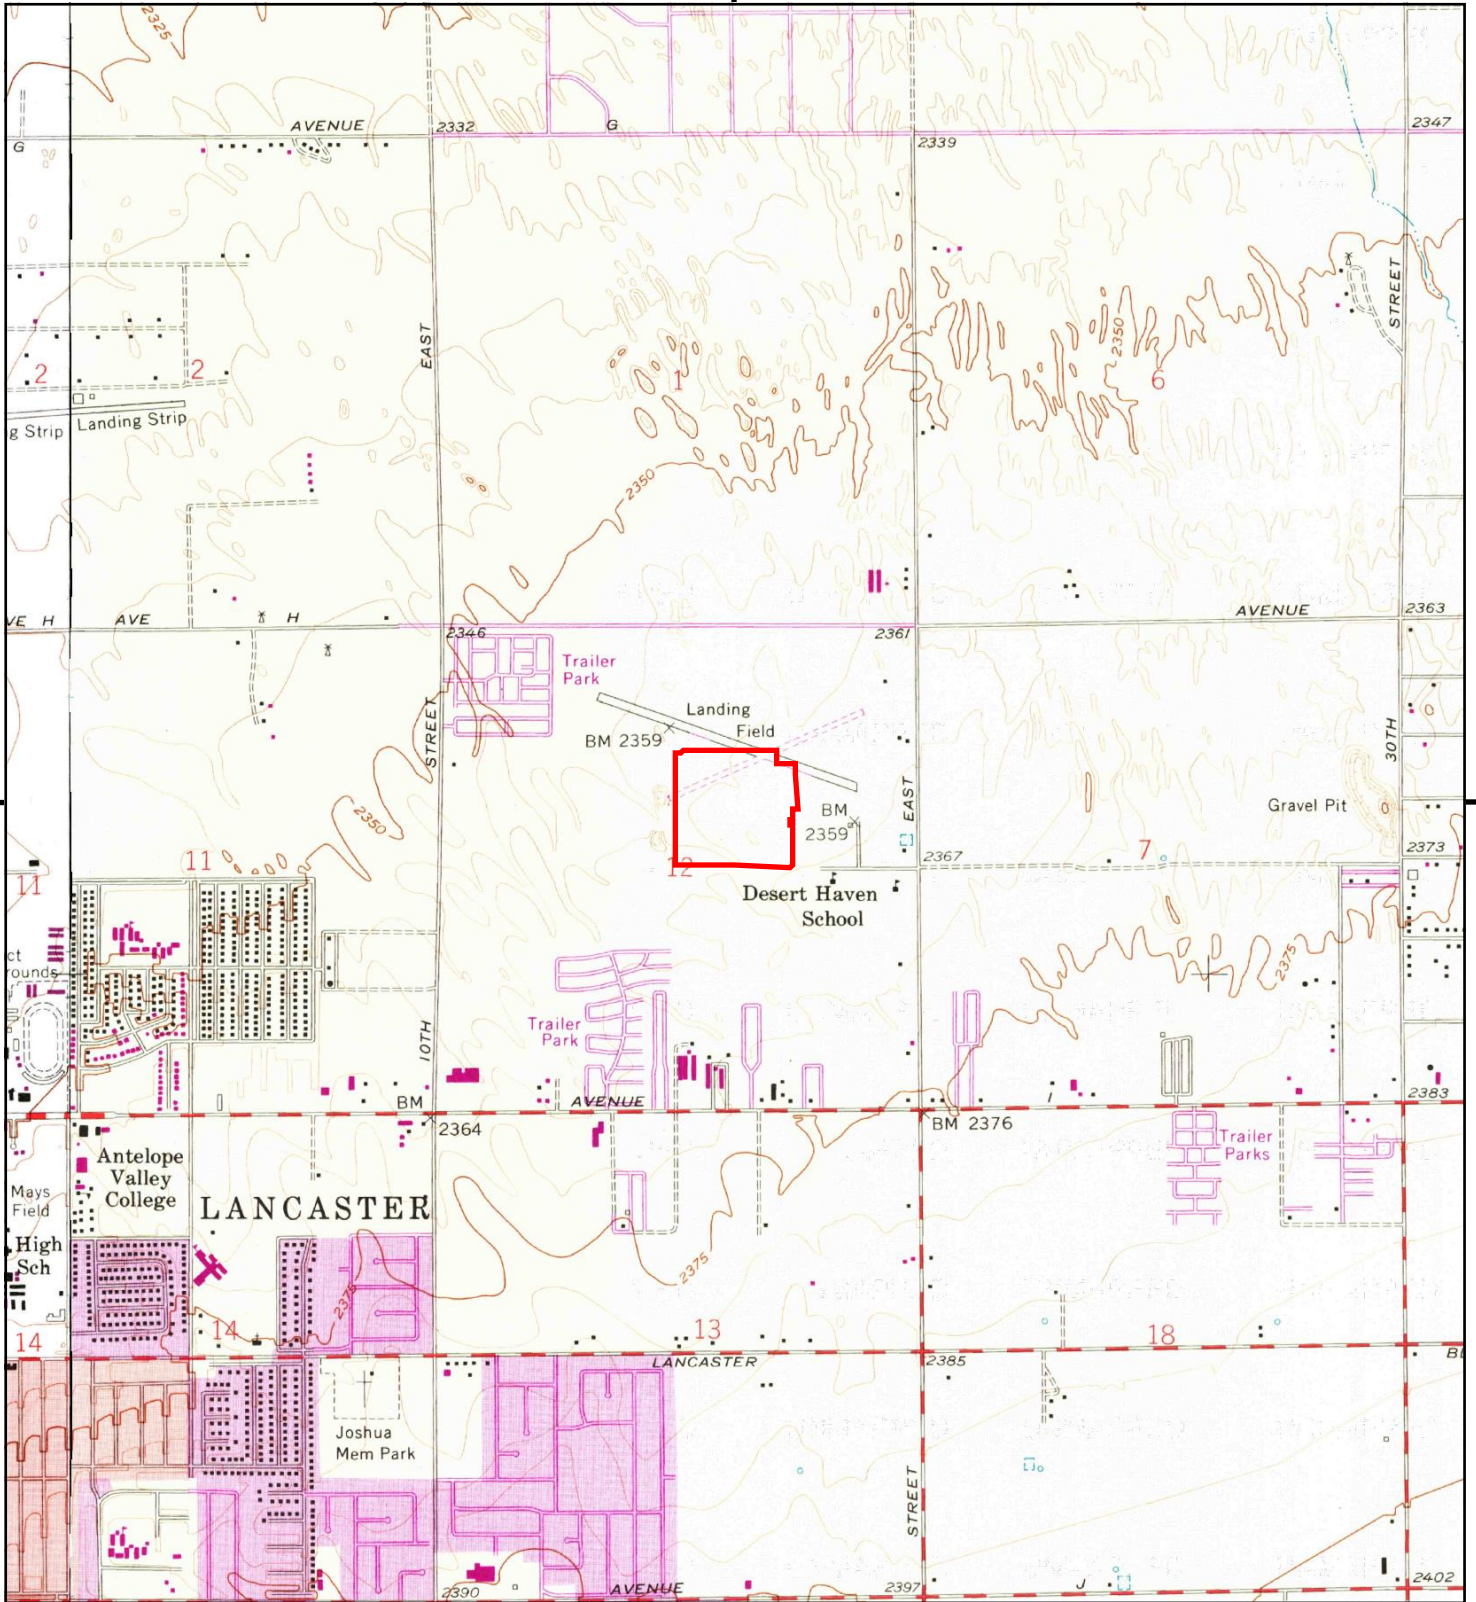 2325
AVENUE
2332
G
2347
G
2339
EAST
STREET
2350
2
2
1
6
Landing Strip
g Strip
2350
VE H
AVE
H
AVENUE
2363
2346
2361
Trailer
Park
Landing
Field
BM 2359
STREET
30TH
2350
EAST
BM
2359
Gravel Pit
11
11
12
2367
7
2373
Desert Haven
School
ct
rounds
2375
Trailer
Park
10TH
BM
AVENUE
I
2383
2364
BM 2376
Trailer
Parks
Antelope
Valley
College
Mays
Field
LANCASTER
High
Sch
2375
2375
14
14
13
18
LANCASTER
2385
BL
Joshua
Mem Park
STREET
2390
AVENUE
2397
J
2402